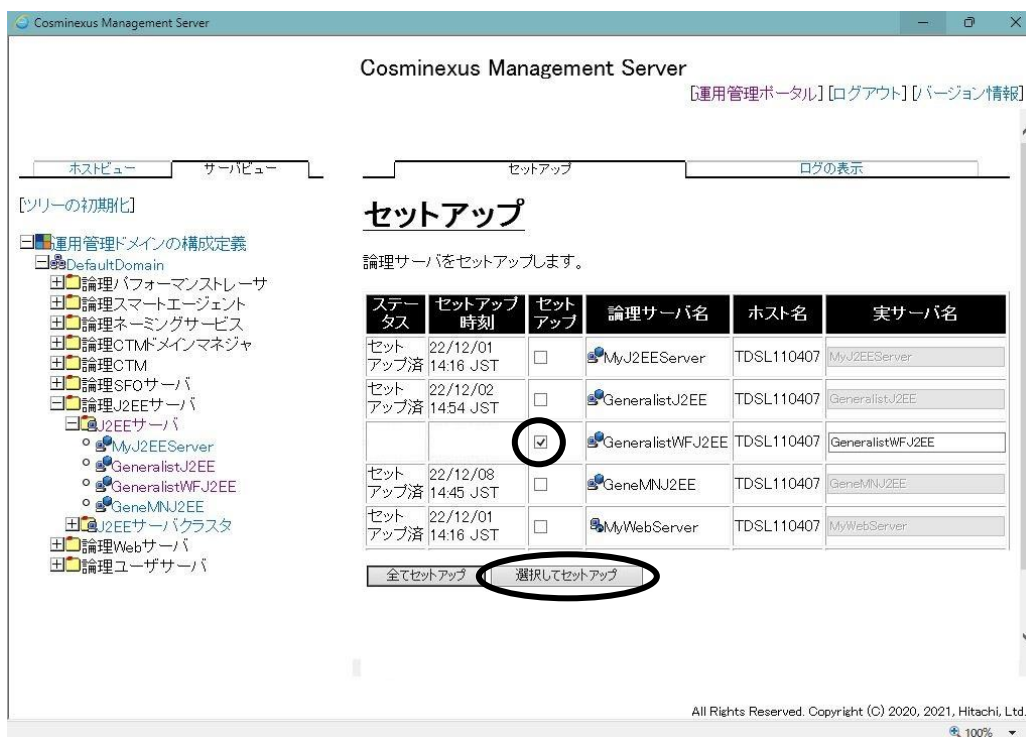 Cosminexus Management Server
Cosminexus Management Server
[運用管理ポータル] [ログアウト] [バージョン情報]
ホストビュー サーバビュー セットアップ ログの表示
[ツリーの初期化]
運用管理ドメインの構成定義
DefaultDomain
論理パフォーマンストレーサ
論理スマートエージェント
論理ネーミングサービス
論理CTMドメインマネジャ
論理CTM
論理SFOサーバ
論理J2EEサーバ
J2EEサーバ
MyJ2EEServer
GeneralistJ2EE
GeneralistWFJ2EE
GeneMNJ2EE
J2EEサーバクラスタ
論理Webサーバ
論理ユーザサーバ
セットアップ
論理サーバをセットアップします。
ステータス セットアップ時刻 セットアップ 論理サーバ名 ホスト名 実サーバ名
セットアップ済 22/12/01 14:16 JST MyJ2EEServer TDSL110407 MyJ2EEServer
セットアップ済 22/12/02 14:54 JST GeneralistJ2EE TDSL110407 GeneralistJ2EE
GeneralistWFJ2EE TDSL110407 GeneralistWFJ2EE
セットアップ済 22/12/08 14:45 JST GeneMNJ2EE TDSL110407 GeneMNJ2EE
セットアップ済 22/12/01 14:16 JST MyWebServer TDSL110407 MyWebServer
全てセットアップ 選択してセットアップ
All Rights Reserved. Copyright (C) 2020, 2021, Hitachi, Ltd.
100%